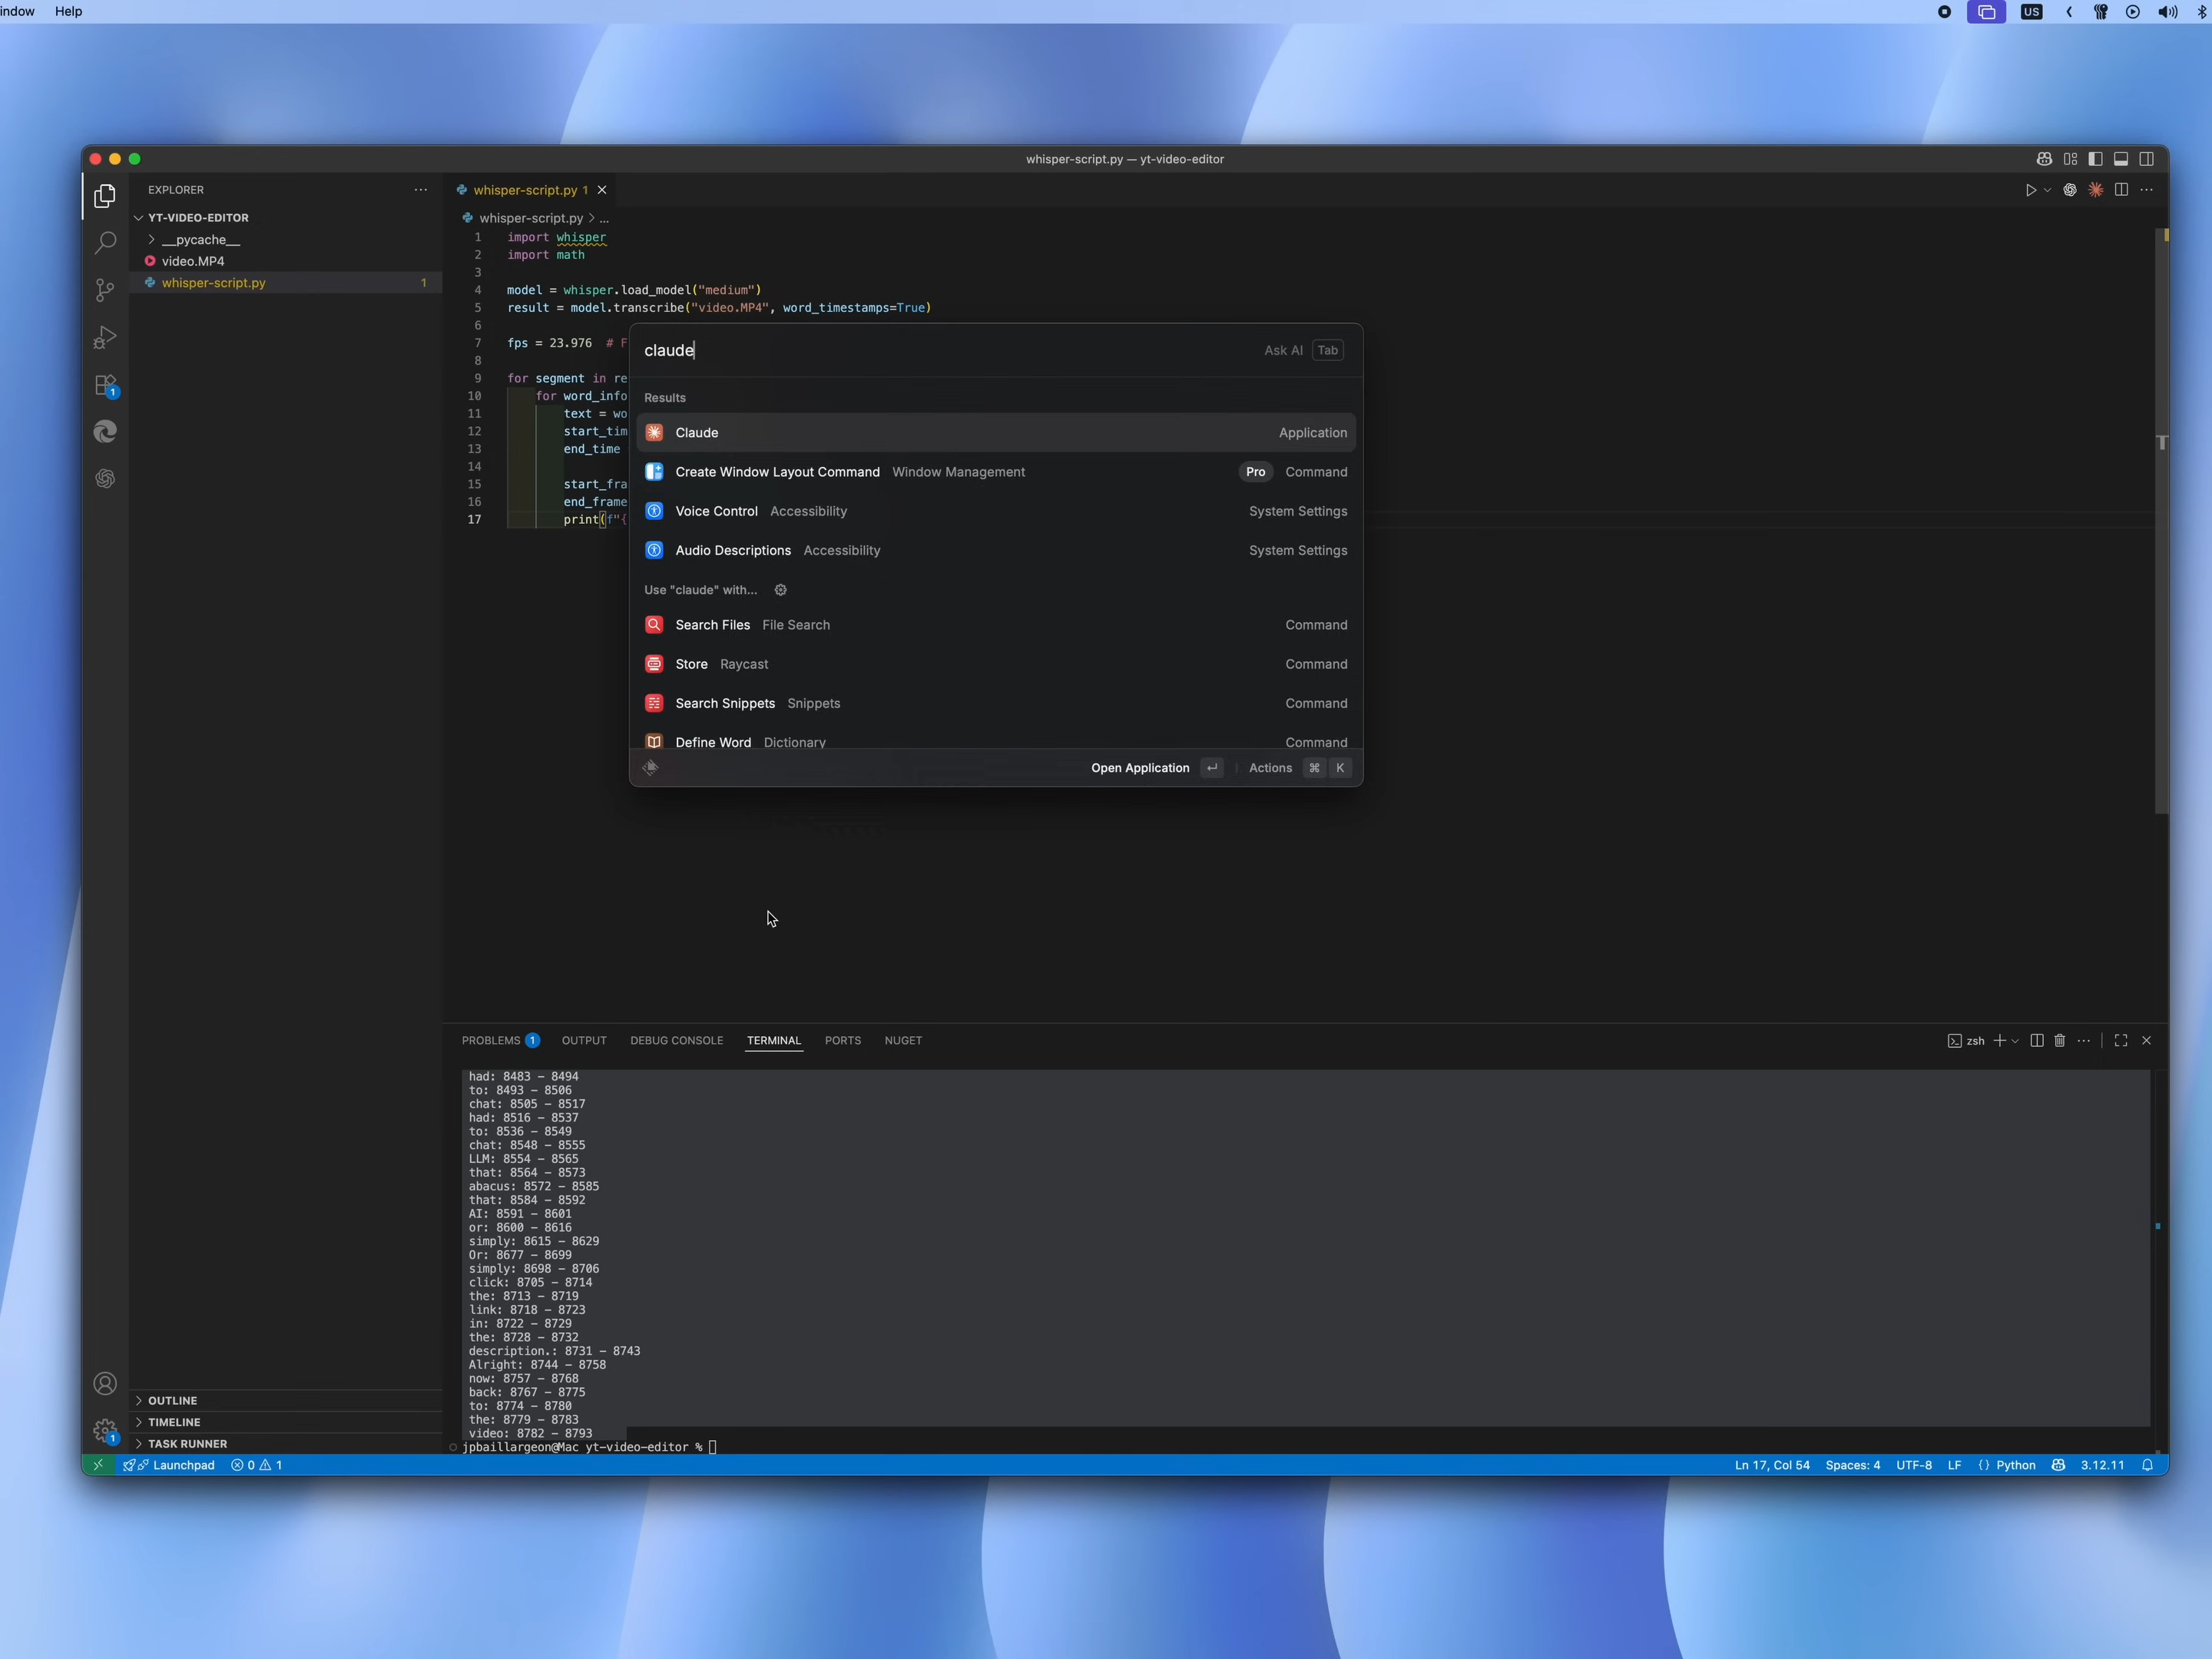 indow Help
US
whisper-script.py — yt-video-editor
EXPLORER
YT-VIDEO-EDITOR
__pycache__
video.MP4
whisper-script.py 1
whisper-script.py 1
whisper-script.py > ...
1 import whisper
2 import math
3
4 model = whisper.load_model("medium")
5 result = model.transcribe("video.MP4", word_timestamps=True)
6
7 fps = 23.976 # F
8
9 for segment in re
10 for word_info
11 text = wo
12 start_tim
13 end_time
14
15 start_fra
16 end_frame
17 print(f"{
claude
Ask AI Tab
Results
Claude Application
Create Window Layout Command Window Management Pro Command
Voice Control Accessibility System Settings
Audio Descriptions Accessibility System Settings
Use "claude" with...
Search Files File Search Command
Store Raycast Command
Search Snippets Snippets Command
Define Word Dictionary Command
Open Application ↵ Actions ⌘ K
PROBLEMS 1 OUTPUT DEBUG CONSOLE TERMINAL PORTS NUGET
zsh
had: 8483 – 8494
to: 8493 – 8506
chat: 8505 – 8517
had: 8516 – 8537
to: 8536 – 8549
chat: 8548 – 8555
LLM: 8554 – 8565
that: 8564 – 8573
abacus: 8572 – 8585
that: 8584 – 8592
AI: 8591 – 8601
or: 8600 – 8616
simply: 8615 – 8629
Or: 8677 – 8699
simply: 8698 – 8706
click: 8705 – 8714
the: 8713 – 8719
link: 8718 – 8723
in: 8722 – 8729
the: 8728 – 8732
description.: 8731 – 8743
Alright: 8744 – 8758
now: 8757 – 8768
back: 8767 – 8775
to: 8774 – 8780
the: 8779 – 8783
video: 8782 – 8793
jpbaillargeon@Mac yt-video-editor %
1
OUTLINE
TIMELINE
TASK RUNNER
1
Launchpad 0 1
Ln 17, Col 54 Spaces: 4 UTF-8 LF {} Python 3.12.11